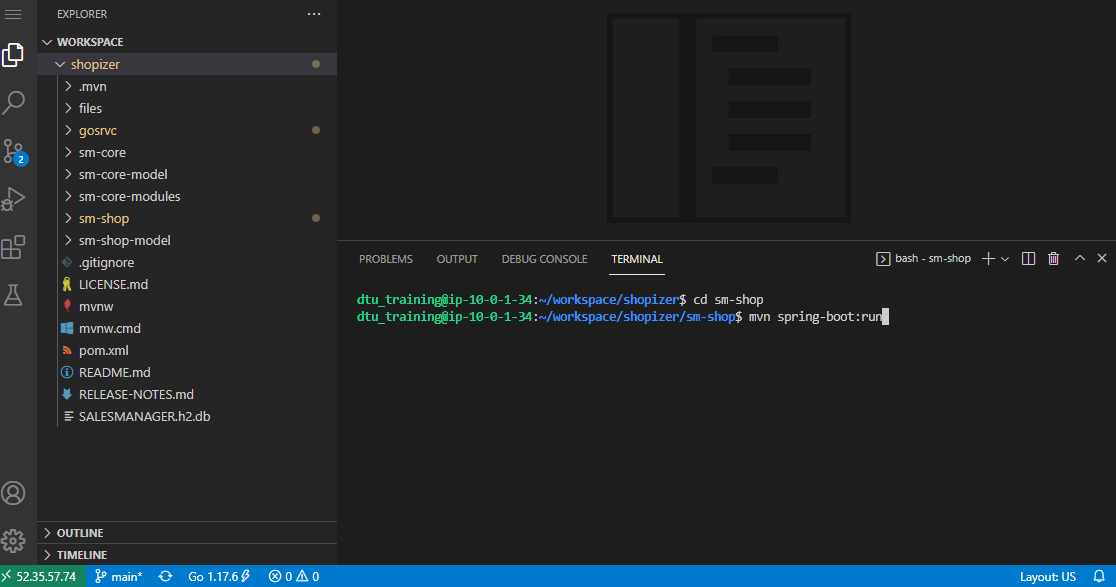 EXPLORER
WORKSPACE
shopizer
.mvn
files
gosrvc
sm-core
sm-core-model
sm-core-modules
sm-shop
sm-shop-model
.gitignore
LICENSE.md
mvnw
mvnw.cmd
pom.xml
README.md
RELEASE-NOTES.md
SALESMANAGER.h2.db
OUTLINE
TIMELINE
2
PROBLEMS OUTPUT DEBUG CONSOLE TERMINAL bash - sm-shop
dtu_training@ip-10-0-1-34:~/workspace/shopizer$ cd sm-shop
dtu_training@ip-10-0-1-34:~/workspace/shopizer/sm-shop$ mvn spring-boot:run
52.35.57.74 main* Go 1.17.6 0 0 Layout: US